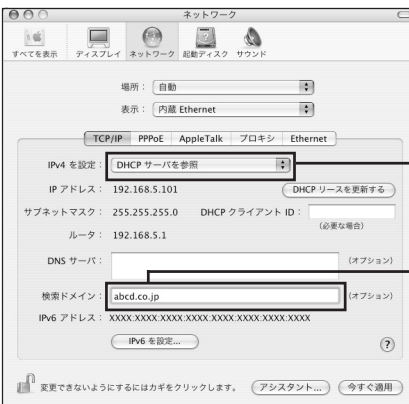 ネットワーク
すべてを表示 ディスプレイ ネットワーク 起動ディスク サウンド
場所： 自動
表示： 内蔵 Ethernet
TCP/IP PPPoE AppleTalk プロキシ Ethernet
IPv4 を設定： DHCP サーバを参照
IP アドレス： 192.168.5.101 DHCP リースを更新する
サブネットマスク： 255.255.255.0 DHCP クライアント ID：
(必要な場合)
ルータ： 192.168.5.1
DNS サーバ： (オプション)
検索ドメイン： abcd.co.jp (オプション)
IPv6 アドレス： XXXX:XXXX:XXXX:XXXX:XXXX:XXXX:XXXX:XXXX
IPv6 を設定... ?
変更できないようにするにはカギをクリックします。 アシスタント... 今すぐ適用